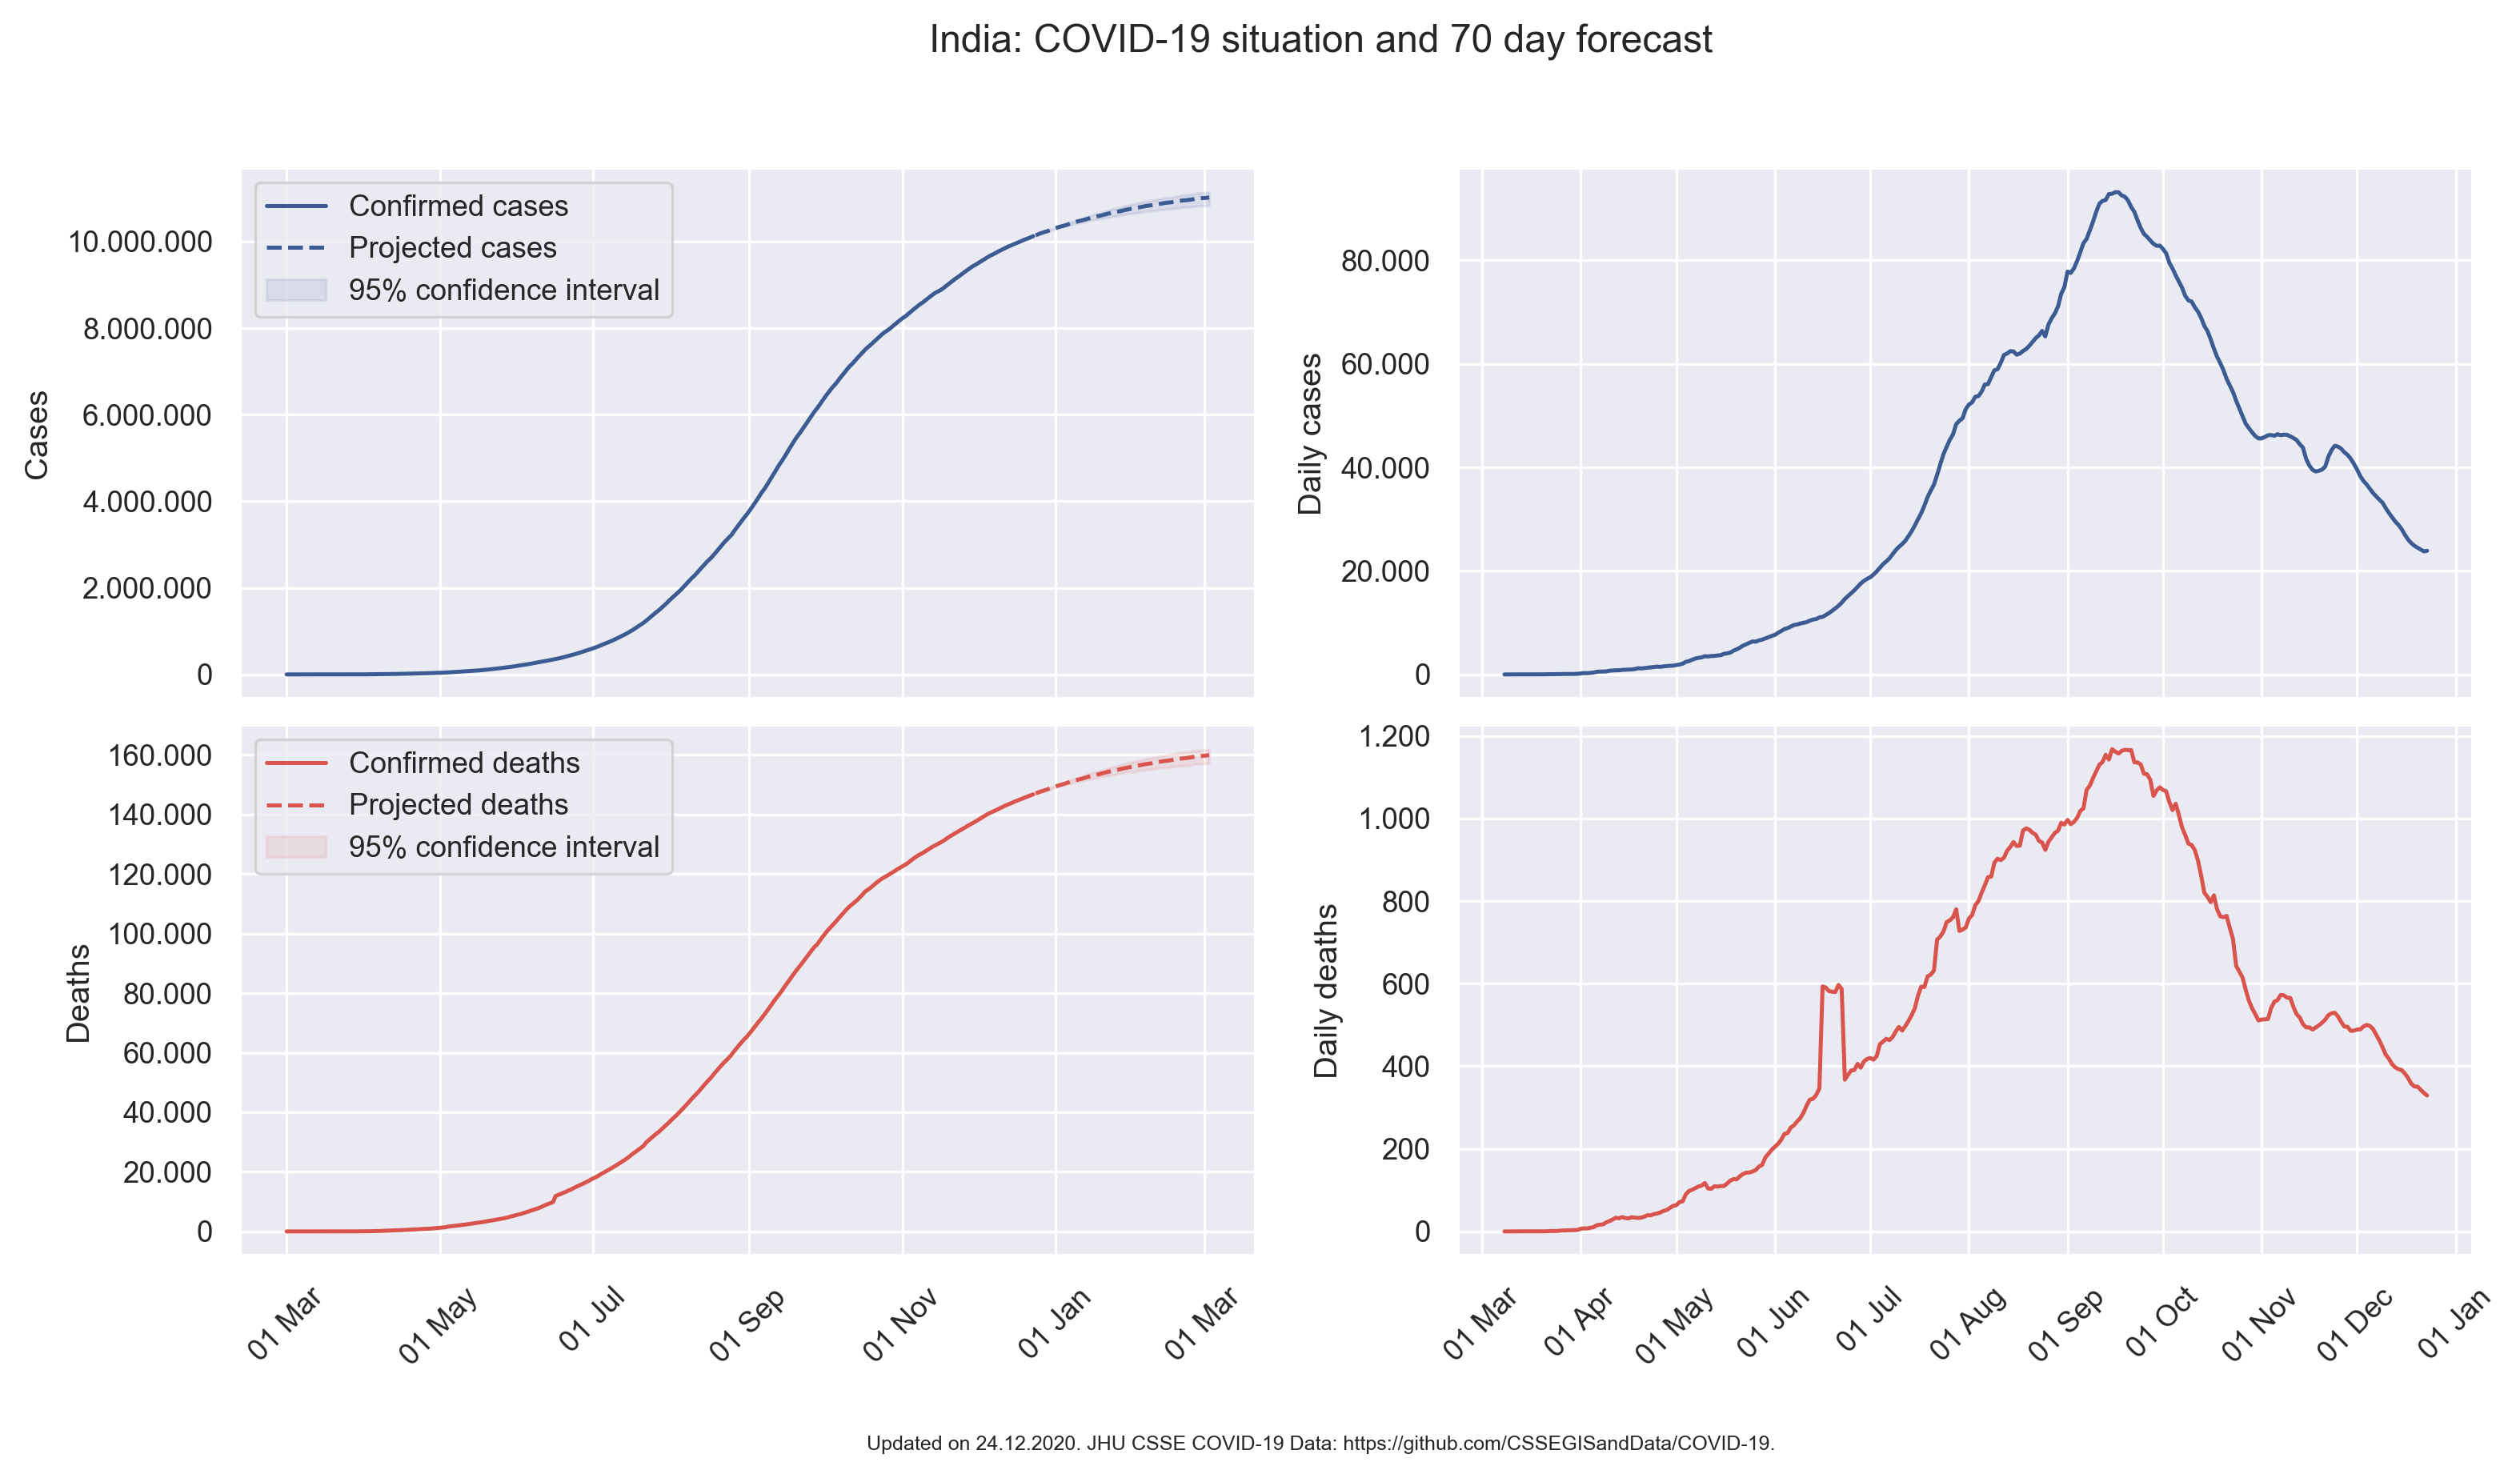 India: COVID-19 situation and 70 day forecast
Confirmed cases
Projected cases
95% confidence interval
Cases
10.000.000
8.000.000
6.000.000
4.000.000
2.000.000
0
Daily cases
80.000
60.000
40.000
20.000
0
Confirmed deaths
Projected deaths
95% confidence interval
Deaths
160.000
140.000
120.000
100.000
80.000
60.000
40.000
20.000
0
01 Mar
01 May
01 Jul
01 Sep
01 Nov
01 Jan
01 Mar
Daily deaths
1.200
1.000
800
600
400
200
0
01 Mar
01 Apr
01 May
01 Jun
01 Jul
01 Aug
01 Sep
01 Oct
01 Nov
01 Dec
01 Jan
Updated on 24.12.2020. JHU CSSE COVID-19 Data: https://github.com/CSSEGISandData/COVID-19.